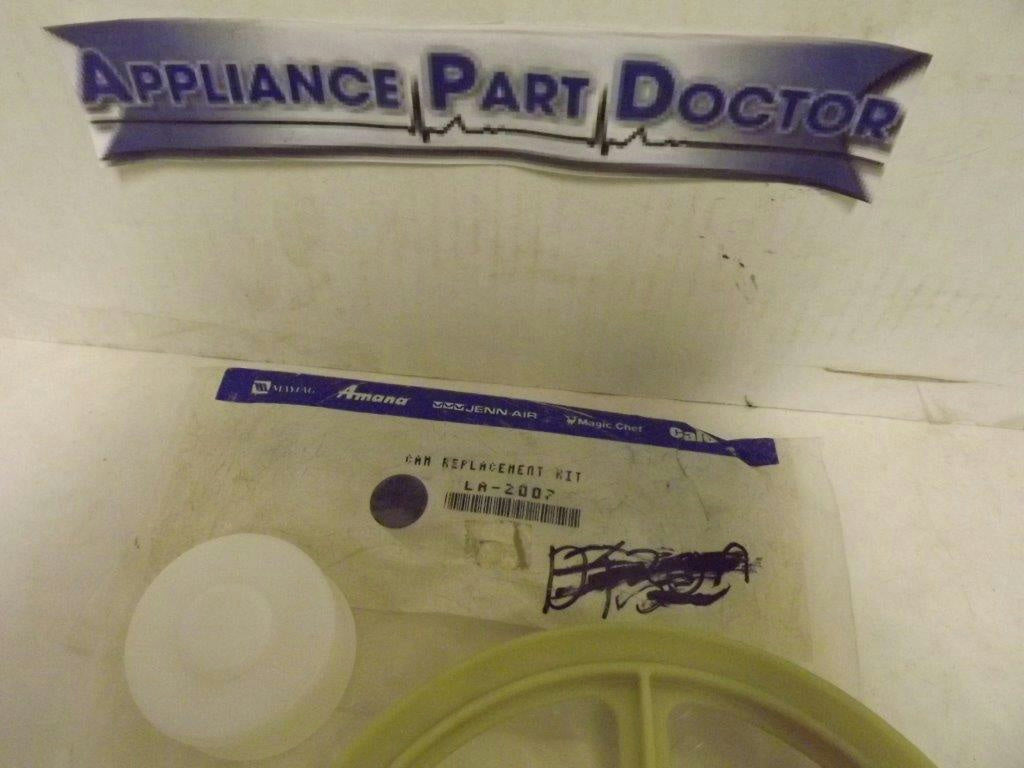 APPLIANCE PART DOCTOR
MAYTAG Amana JENN-AIR Magic Chef
CAM REPLACEMENT KIT
LA-2007